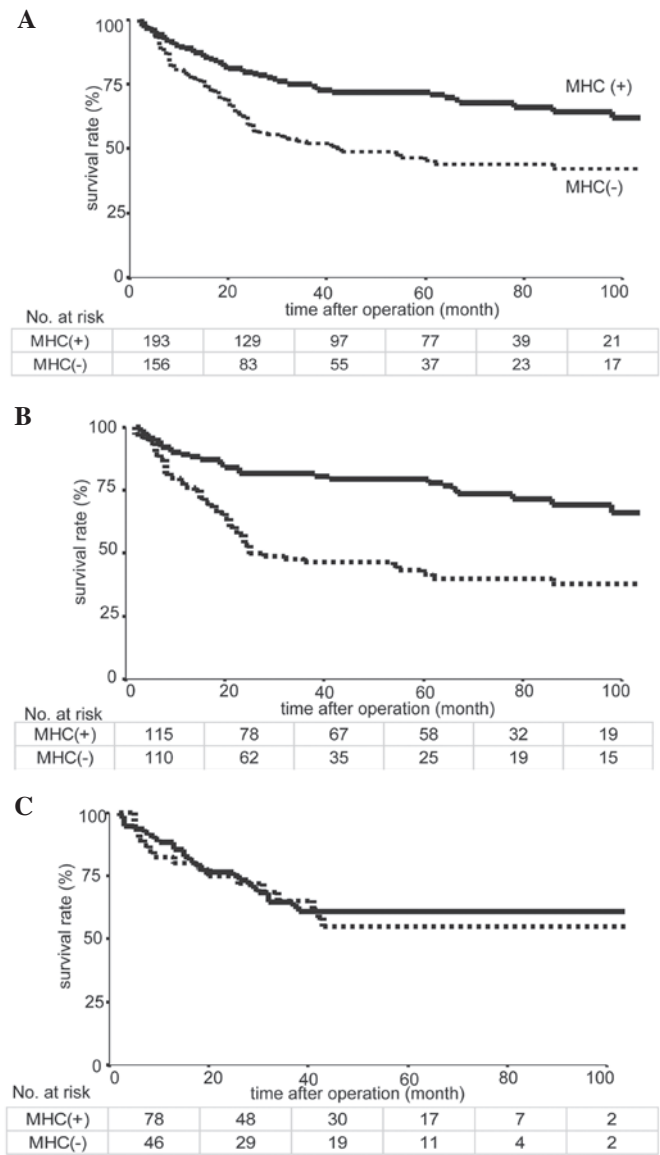 A
100
75
50
25
0
survival rate (%)
MHC (+)
MHC(-)
0 20 40 60 80 100
time after operation (month)
No. at risk
MHC(+) 193 129 97 77 39 21
MHC(-) 156 83 55 37 23 17
B
100
75
50
25
0
survival rate (%)
0 20 40 60 80 100
time after operation (month)
No. at risk
MHC(+) 115 78 67 58 32 19
MHC(-) 110 62 35 25 19 15
C
100
75
50
25
0
survival rate (%)
0 20 40 60 80 100
time after operation (month)
No. at risk
MHC(+) 78 48 30 17 7 2
MHC(-) 46 29 19 11 4 2